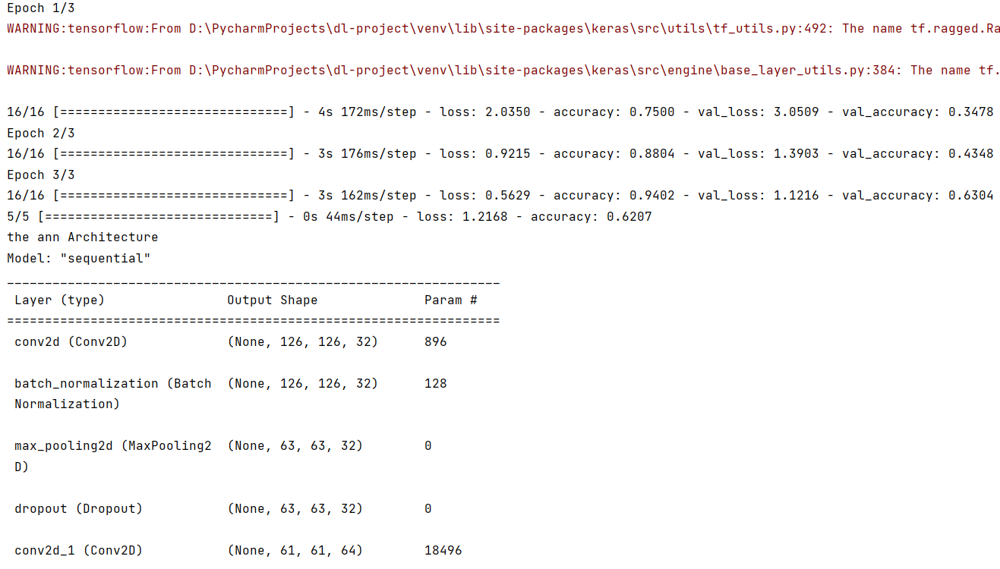 Epoch 1/3
WARNING:tensorflow:From D:\PycharmProjects\dl-project\venv\lib\site-packages\keras\src\utils\tf_utils.py:492: The name tf.ragged.Ra
WARNING:tensorflow:From D:\PycharmProjects\dl-project\venv\lib\site-packages\keras\src\engine\base_layer_utils.py:384: The name tf.
16/16 [==============================] - 4s 172ms/step - loss: 2.0350 - accuracy: 0.7500 - val_loss: 3.0509 - val_accuracy: 0.3478
Epoch 2/3
16/16 [==============================] - 3s 176ms/step - loss: 0.9215 - accuracy: 0.8804 - val_loss: 1.3903 - val_accuracy: 0.4348
Epoch 3/3
16/16 [==============================] - 3s 162ms/step - loss: 0.5629 - accuracy: 0.9402 - val_loss: 1.1216 - val_accuracy: 0.6304
5/5 [==============================] - 0s 44ms/step - loss: 1.2168 - accuracy: 0.6207
the ann Architecture
Model: "sequential"
_________________________________________________________________
 Layer (type)                Output Shape              Param #
=================================================================
 conv2d (Conv2D)             (None, 126, 126, 32)      896
 batch_normalization (Batch  (None, 126, 126, 32)      128
 Normalization)
 max_pooling2d (MaxPooling2  (None, 63, 63, 32)        0
 D)
 dropout (Dropout)           (None, 63, 63, 32)        0
 conv2d_1 (Conv2D)           (None, 61, 61, 64)        18496